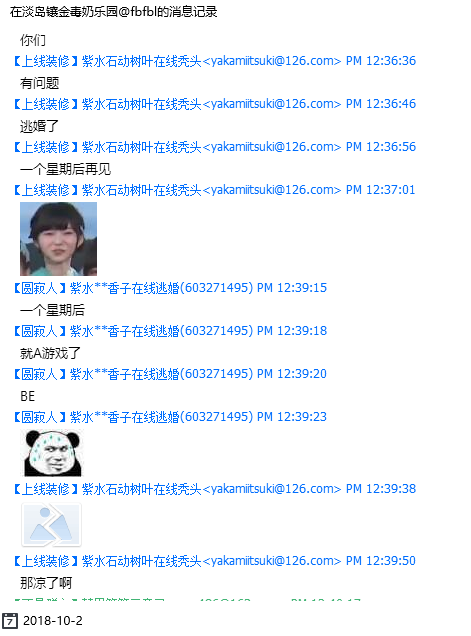 在淡岛镶金毒奶乐园@fbfbl的消息记录
你们
【上线装修】紫水石动树叶在线秃头<yakamiitsuki@126.com> PM 12:36:36
有问题
【上线装修】紫水石动树叶在线秃头<yakamiitsuki@126.com> PM 12:36:46
逃婚了
【上线装修】紫水石动树叶在线秃头<yakamiitsuki@126.com> PM 12:36:56
一个星期后再见
【上线装修】紫水石动树叶在线秃头<yakamiitsuki@126.com> PM 12:37:01
【圆寂人】紫水**香子在线逃婚(603271495) PM 12:39:15
一个星期后
【圆寂人】紫水**香子在线逃婚(603271495) PM 12:39:18
就A游戏了
【圆寂人】紫水**香子在线逃婚(603271495) PM 12:39:20
BE
【圆寂人】紫水**香子在线逃婚(603271495) PM 12:39:23
【上线装修】紫水石动树叶在线秃头<yakamiitsuki@126.com> PM 12:39:38
【上线装修】紫水石动树叶在线秃头<yakamiitsuki@126.com> PM 12:39:50
那凉了啊
7 2018-10-2